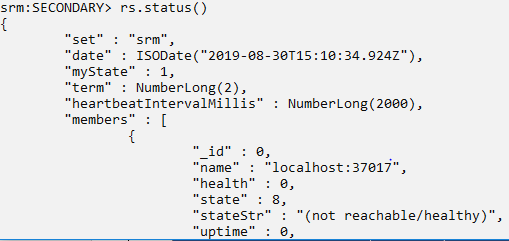 srm:SECONDARY> rs.status()
{
"set" : "srm",
"date" : ISODate("2019-08-30T15:10:34.924Z"),
"myState" : 1,
"term" : NumberLong(2),
"heartbeatIntervalMillis" : NumberLong(2000),
"members" : [
{
"_id" : 0,
"name" : "localhost:37017",
"health" : 0,
"state" : 8,
"stateStr" : "(not reachable/healthy)",
"uptime" : 0,